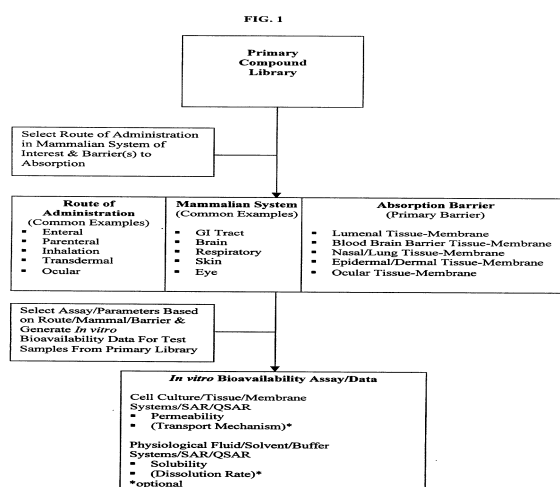 FIG. 1
Primary
Compound
Library
Select Route of Administration
in Mammalian System of
Interest & Barrier(s) to
Absorption
Route of
Administration
(Common Examples)
▪ Enteral
▪ Parenteral
▪ Inhalation
▪ Transdermal
▪ Ocular
Mammalian System
(Common Examples)
▪ GI Tract
▪ Brain
▪ Respiratory
▪ Skin
▪ Eye
Absorption Barrier
(Primary Barrier)
▪ Lumenal Tissue-Membrane
▪ Blood Brain Barrier Tissue-Membrane
▪ Nasal/Lung Tissue-Membrane
▪ Epidermal/Dermal Tissue-Membrane
▪ Ocular Tissue-Membrane
Select Assay/Parameters Based
on Route/Mammal/Barrier &
Generate In vitro
Bioavailability Data For Test
Samples From Primary Library
In vitro Bioavailability Assay/Data
Cell Culture/Tissue/Membrane
Systems/SAR/QSAR
▪ Permeability
▪ (Transport Mechanism)*
Physiological Fluid/Solvent/Buffer
Systems/SAR/QSAR
▪ Solubility
▪ (Dissolution Rate)*
*optional